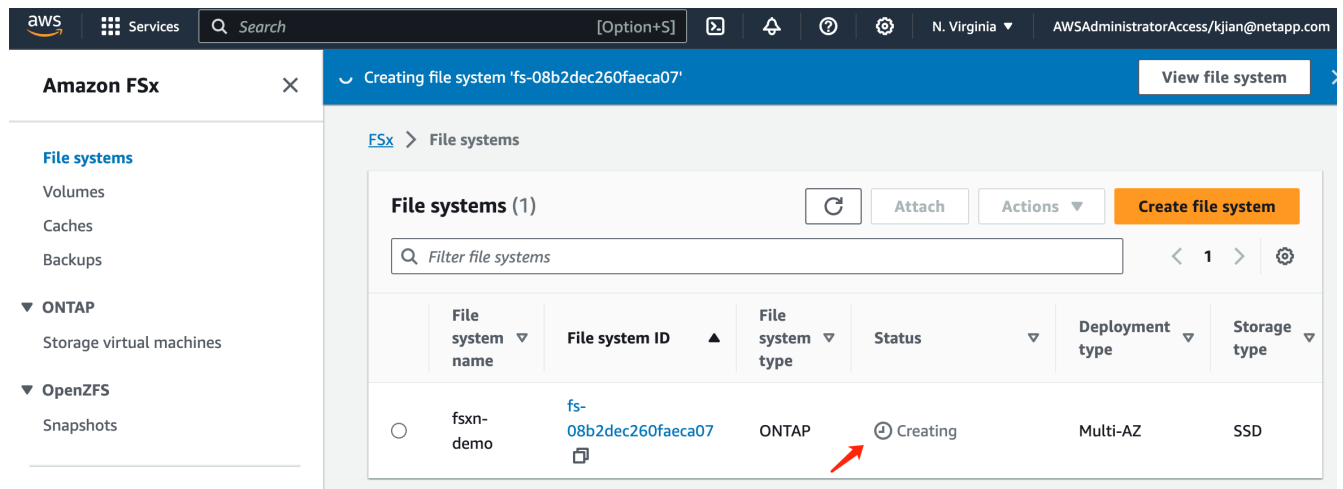 aws
Services
Search
[Option+S]
N. Virginia
AWSAdministratorAccess/kjian@netapp.com
Amazon FSx
Creating file system 'fs-08b2dec260faeca07'
View file system
File systems
Volumes
Caches
Backups
ONTAP
Storage virtual machines
OpenZFS
Snapshots
FSx
File systems
File systems (1)
Attach
Actions
Create file system
Filter file systems
1
File
system
name
File system ID
File
system
type
Status
Deployment
type
Storage
type
fsxn-
demo
fs-
08b2dec260faeca07
ONTAP
Creating
Multi-AZ
SSD